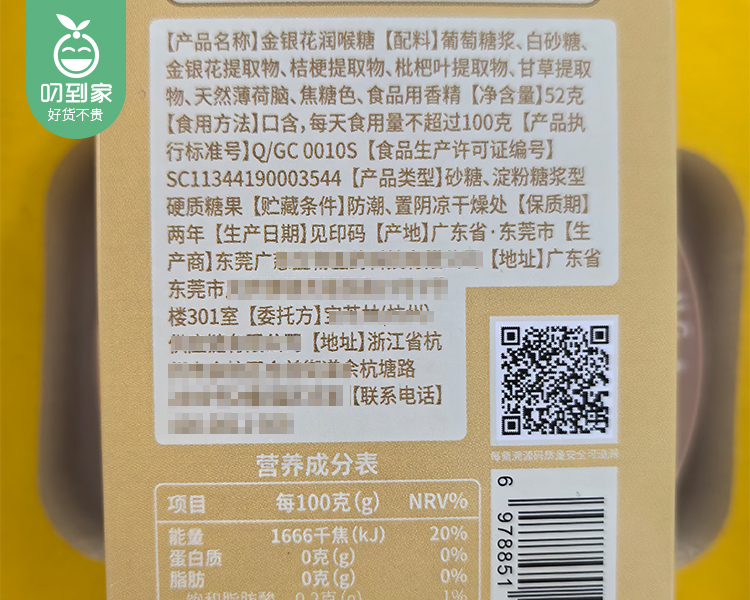 叨到家
好货不贵
【产品名称】金银花润喉糖 【配料】葡萄糖浆、白砂糖、
金银花提取物、桔梗提取物、枇杷叶提取物、甘草提取
物、天然薄荷脑、焦糖色、食品用香精 【净含量】52克
【食用方法】口含,每天食用量不超过100克 【产品执
行标准号】Q/GC 0010S 【食品生产许可证编号】
SC11344190003544 【产品类型】砂糖、淀粉糖浆型
硬质糖果 【贮藏条件】防潮、置阴凉干燥处 【保质期】
两年 【生产日期】见印码 【产地】广东省·东莞市 【生
产商】东莞广 【地址】广东省
东莞市
楼301室 【委托方】
【地址】浙江省杭
余杭塘路
【联系电话】
营养成分表
项目 每100克(g) NRV%
能量 1666千焦(kJ) 20%
蛋白质 0克(g) 0%
脂肪 0克(g) 0%
饱和脂肪酸 0.2克(g) 1%
6 978851